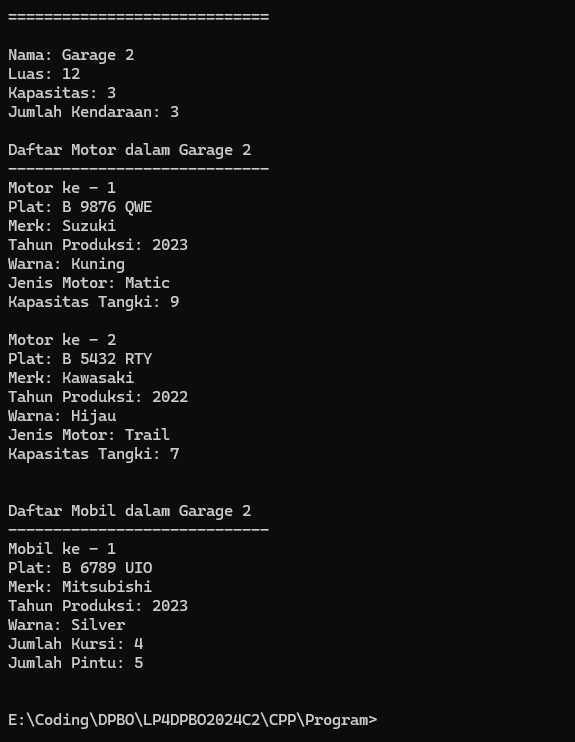 =============================
Nama: Garage 2
Luas: 12
Kapasitas: 3
Jumlah Kendaraan: 3
Daftar Motor dalam Garage 2
-----------------------------
Motor ke - 1
Plat: B 9876 QWE
Merk: Suzuki
Tahun Produksi: 2023
Warna: Kuning
Jenis Motor: Matic
Kapasitas Tangki: 9
Motor ke - 2
Plat: B 5432 RTY
Merk: Kawasaki
Tahun Produksi: 2022
Warna: Hijau
Jenis Motor: Trail
Kapasitas Tangki: 7
Daftar Mobil dalam Garage 2
-----------------------------
Mobil ke - 1
Plat: B 6789 UIO
Merk: Mitsubishi
Tahun Produksi: 2023
Warna: Silver
Jumlah Kursi: 4
Jumlah Pintu: 5
E:\Coding\DPBO\LP4DPBO2024C2\CPP\Program>